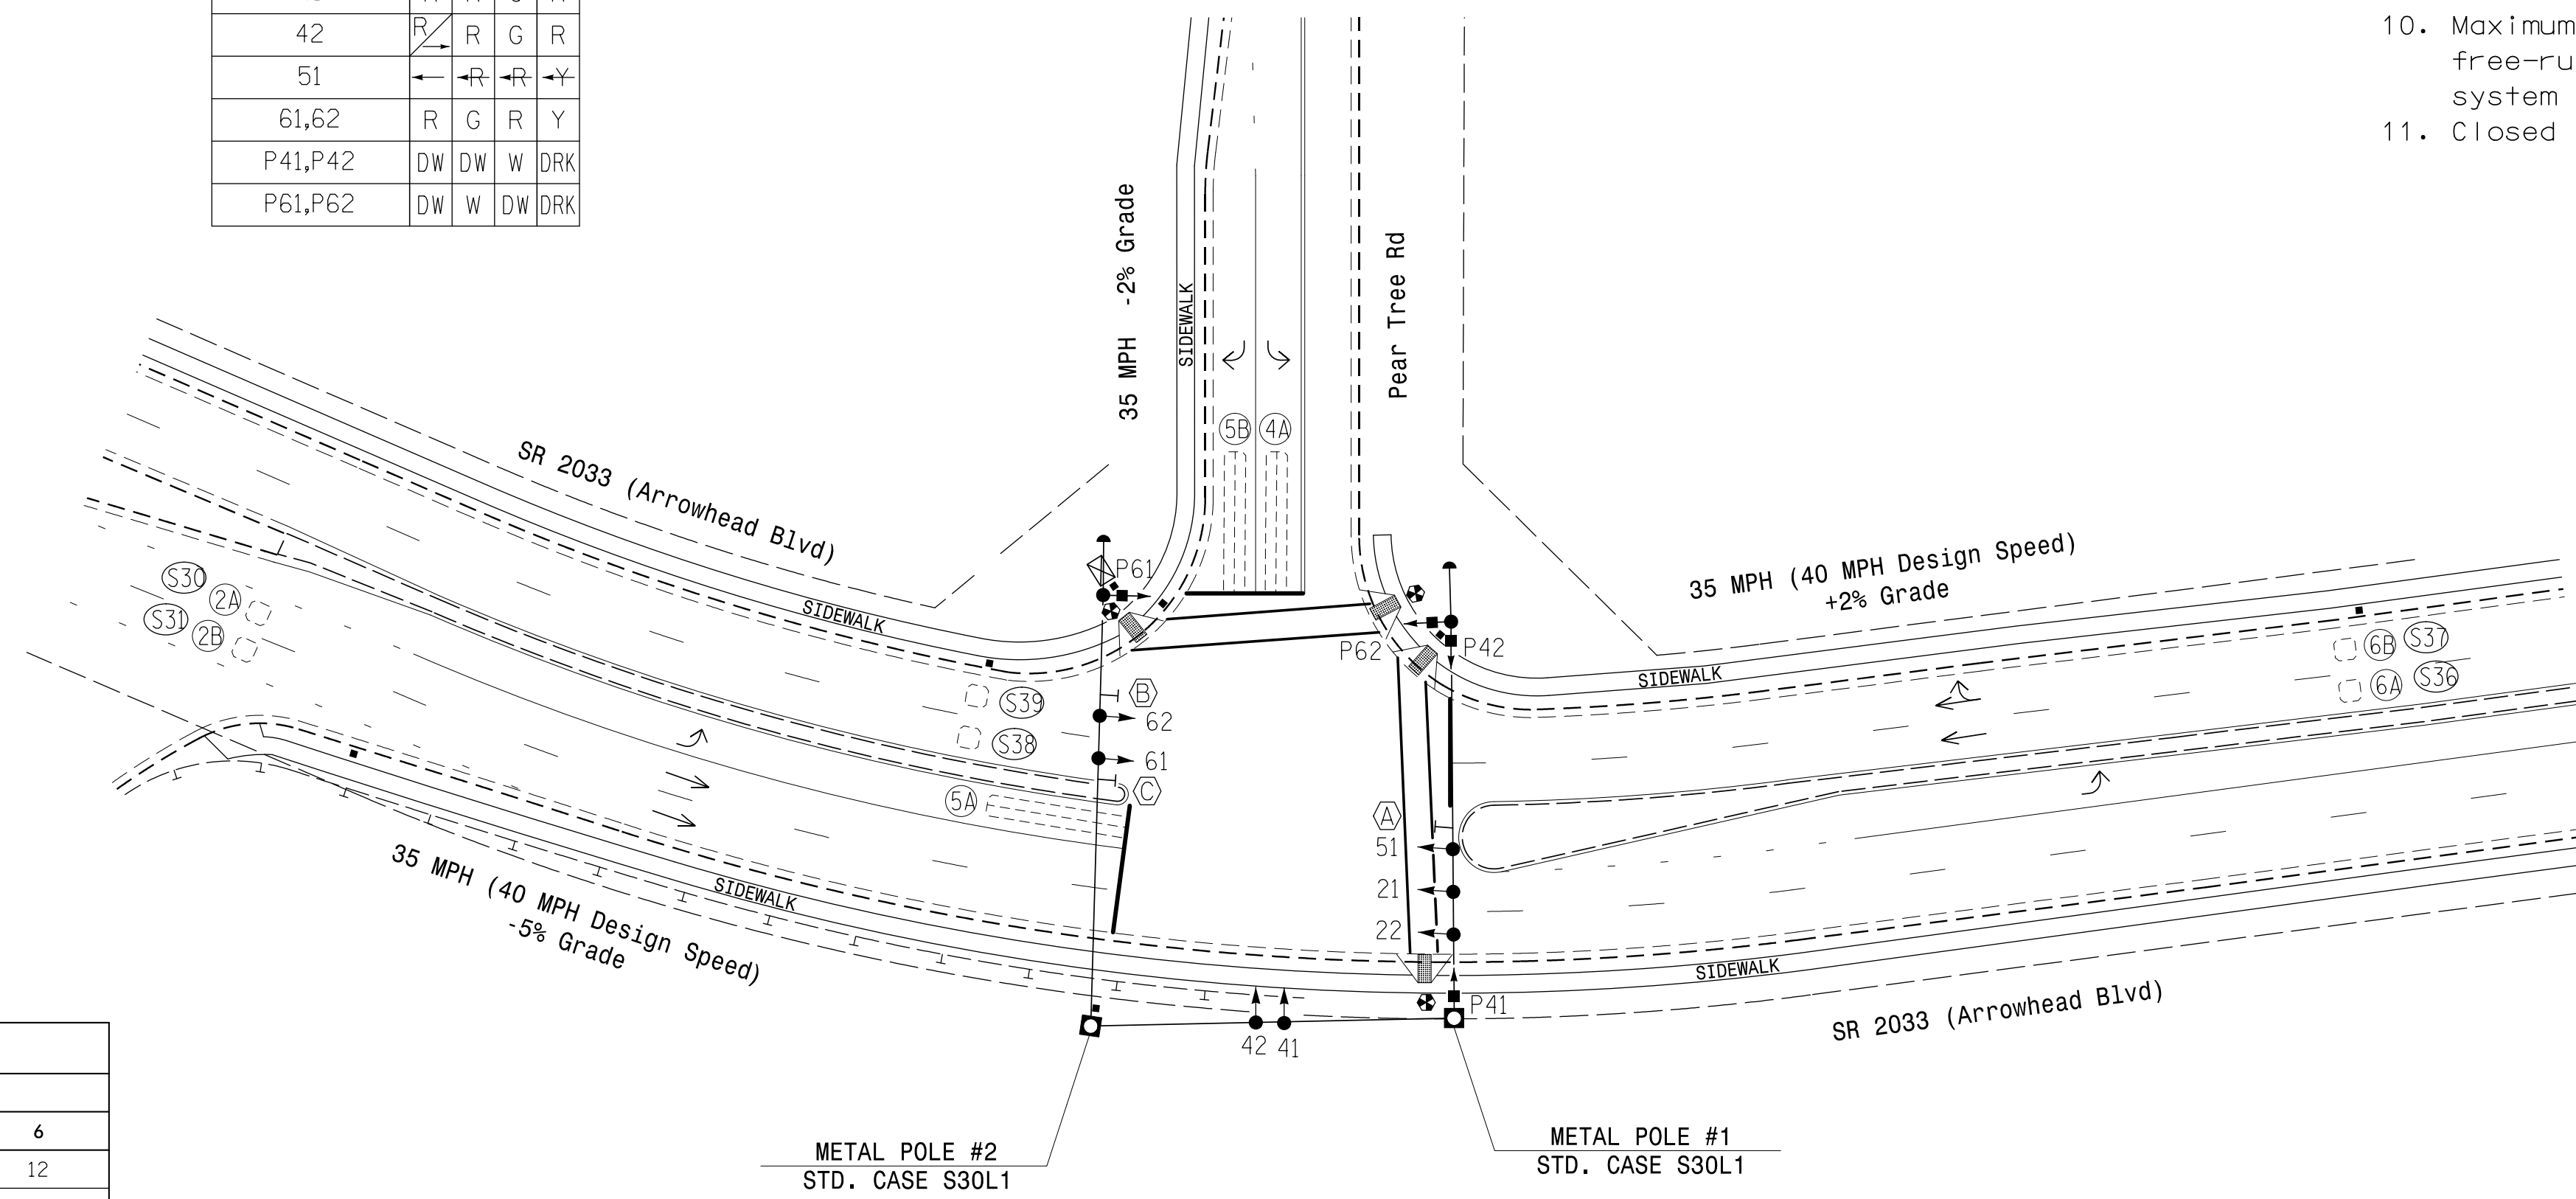 42 R R G R
51 R R Y
61,62 R G R Y
P41,P42 DW DW W DRK
P61,P62 DW W DW DRK
10. Maximum
free-ru
system
11. Closed
35 MPH -2% Grade
SIDEWALK
Pear Tree Rd
5B 4A
SR 2033 (Arrowhead Blvd)
SIDEWALK
P61
P62
P42
35 MPH (40 MPH Design Speed)
+2% Grade
SIDEWALK
S30
2A
S31
2B
S39
S38
B
62
61
C
5A
6B S37
6A S36
A
51
21
22
SIDEWALK
35 MPH (40 MPH Design Speed)
-5% Grade
SIDEWALK
P41
42 41
SR 2033 (Arrowhead Blvd)
6
12
METAL POLE #2
STD. CASE S30L1
METAL POLE #1
STD. CASE S30L1